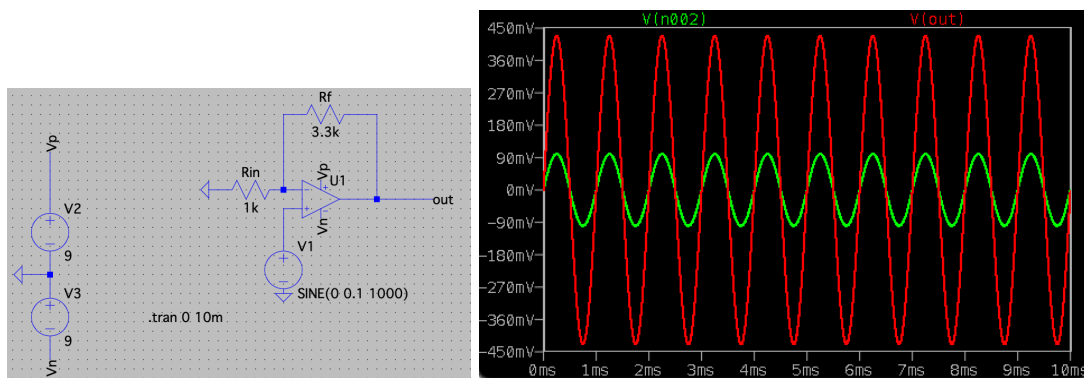 Vp
V2
+
−
9
V3
+
−
9
Vn
.tran 0 10m
Rf
3.3k
Rin
1k
Vp
U1
−
+
+
−
Vn
out
V1
+
−
SINE(0 0.1 1000)
V(n002) V(out)
450mV
360mV
270mV
180mV
90mV
0mV
-90mV
-180mV
-270mV
-360mV
-450mV
0ms 1ms 2ms 3ms 4ms 5ms 6ms 7ms 8ms 9ms 10ms